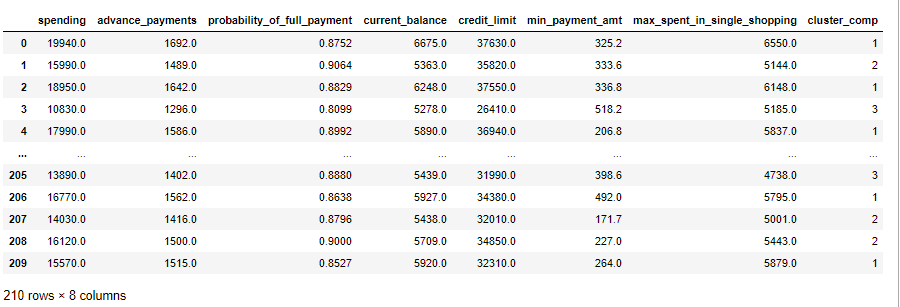 spending advance_payments probability_of_full_payment current_balance credit_limit min_payment_amt max_spent_in_single_shopping cluster_comp
0 19940.0 1692.0 0.8752 6675.0 37630.0 325.2 6550.0 1
1 15990.0 1489.0 0.9064 5363.0 35820.0 333.6 5144.0 2
2 18950.0 1642.0 0.8829 6248.0 37550.0 336.8 6148.0 1
3 10830.0 1296.0 0.8099 5278.0 26410.0 518.2 5185.0 3
4 17990.0 1586.0 0.8992 5890.0 36940.0 206.8 5837.0 1
... ... ... ... ... ... ... ... ...
205 13890.0 1402.0 0.8880 5439.0 31990.0 398.6 4738.0 3
206 16770.0 1562.0 0.8638 5927.0 34380.0 492.0 5795.0 1
207 14030.0 1416.0 0.8796 5438.0 32010.0 171.7 5001.0 2
208 16120.0 1500.0 0.9000 5709.0 34850.0 227.0 5443.0 2
209 15570.0 1515.0 0.8527 5920.0 32310.0 264.0 5879.0 1
210 rows × 8 columns